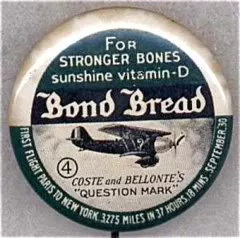 FOR
STRONGER BONES
sunshine vitamin-D
Bond Bread
?
4
COSTE and BELLONTE'S
"QUESTION MARK"
FIRST FLIGHT PARIS TO NEW YORK. 3275 MILES IN 37 HOURS, 18 MINS. SEPTEMBER, 30